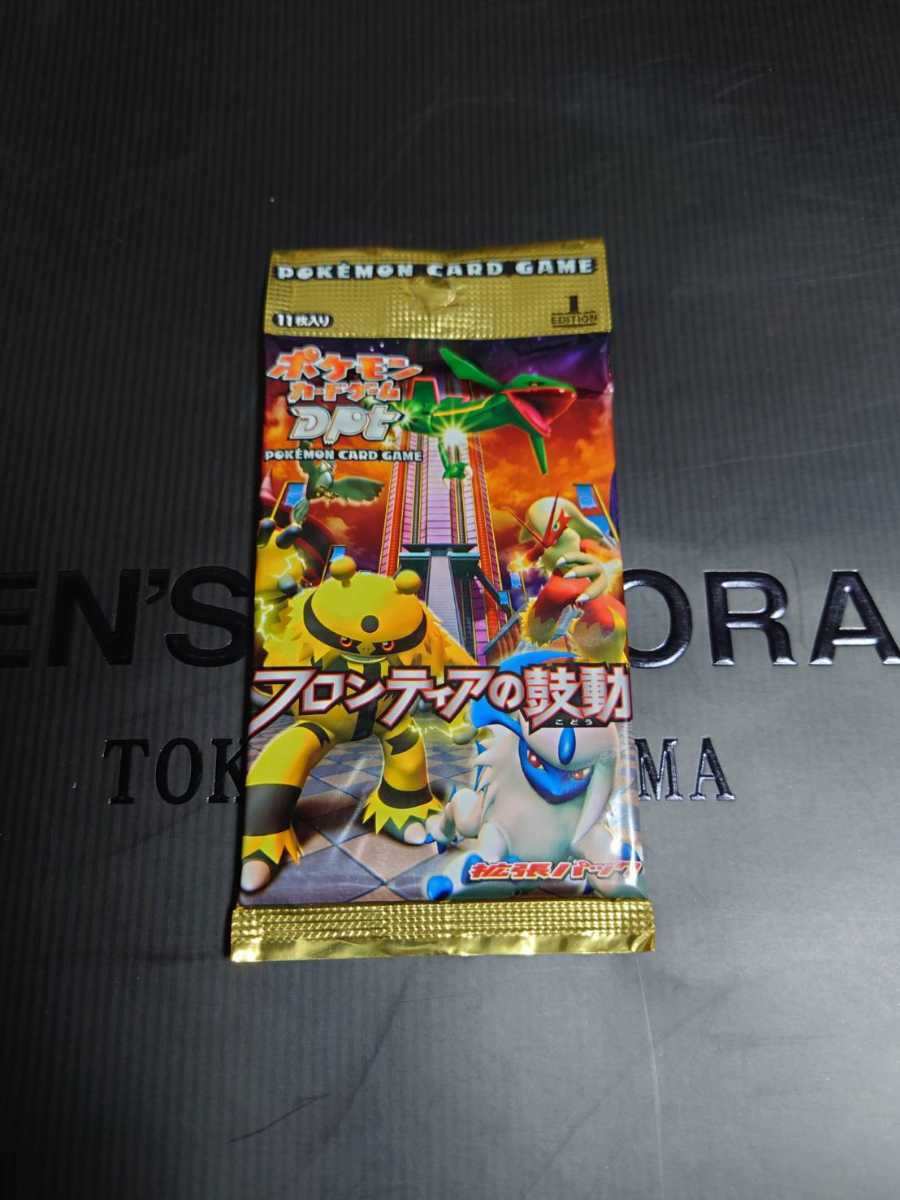 POKÉMON CARD GAME
11枚入り
1
EDITION
ポケモン
カードゲーム
DPt
POKÉMON CARD GAME
EN'S ORA
フロンティアの鼓動
こどう
TOK MA
拡張パック